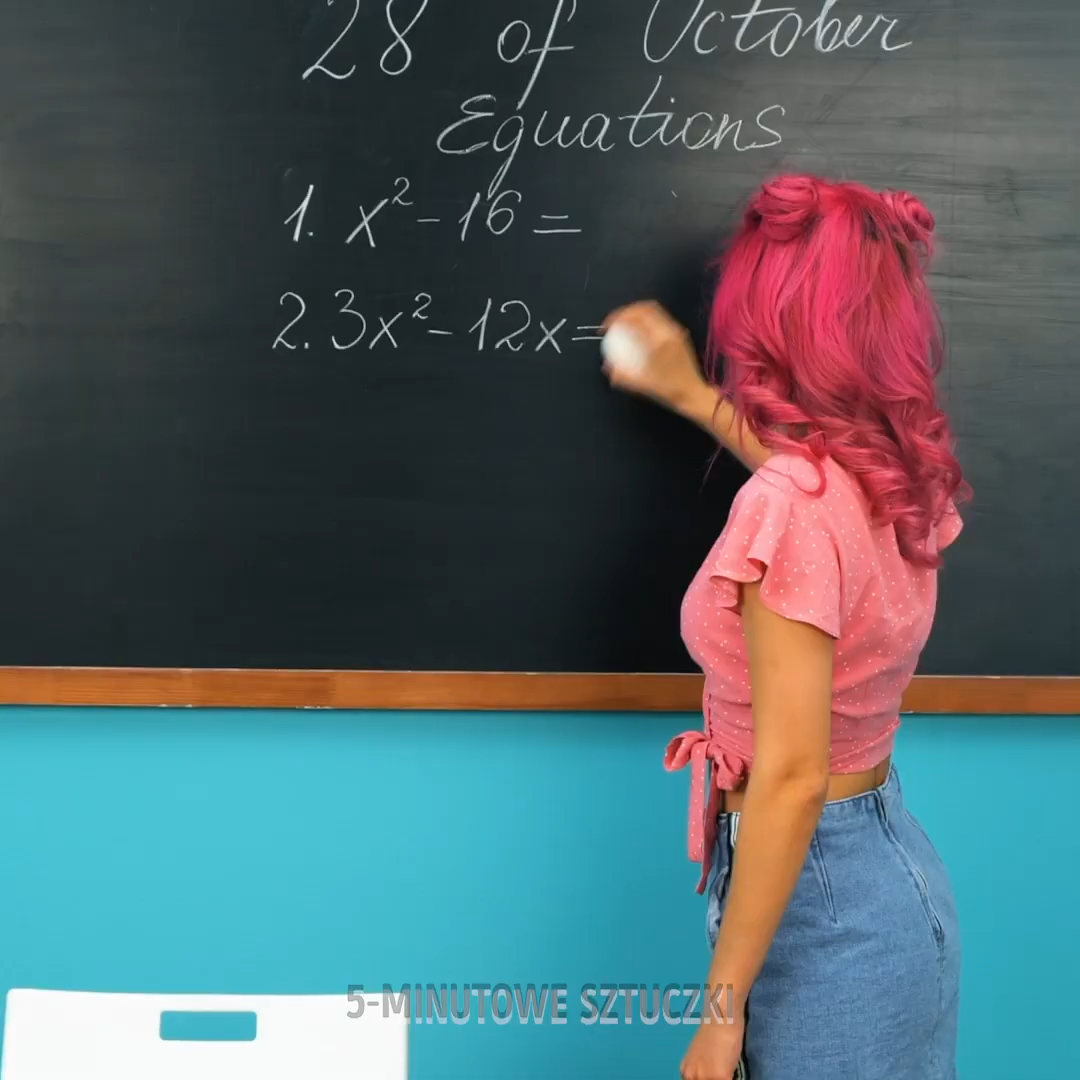 28 of October
Equations
1. x² - 16 =
2. 3x² - 12x =
5-MINUTOWE SZTUCZKI